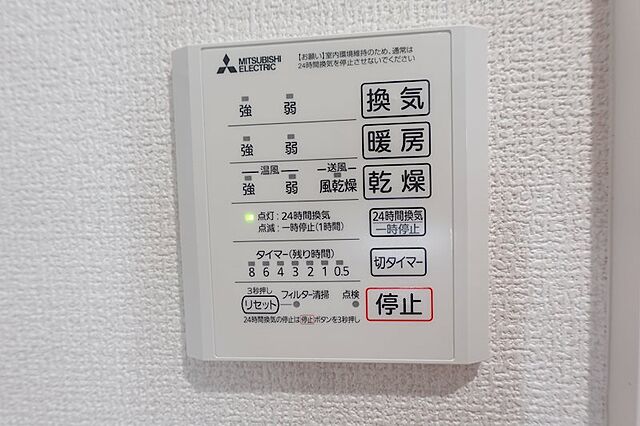 MITSUBISHI
ELECTRIC
【お願い】室内環境維持のため、通常は
24時間換気を停止させないでください
強 弱 換気
強 弱 暖房
温風 送風
強 弱 風乾燥 乾燥
点灯:24時間換気
点滅:一時停止(1時間)
24時間換気
一時停止
タイマー(残り時間)
8 6 4 3 2 1 0.5
切タイマー
3秒押し
リセット フィルター清掃 点検
停止
24時間換気の停止は停止ボタンを3秒押し